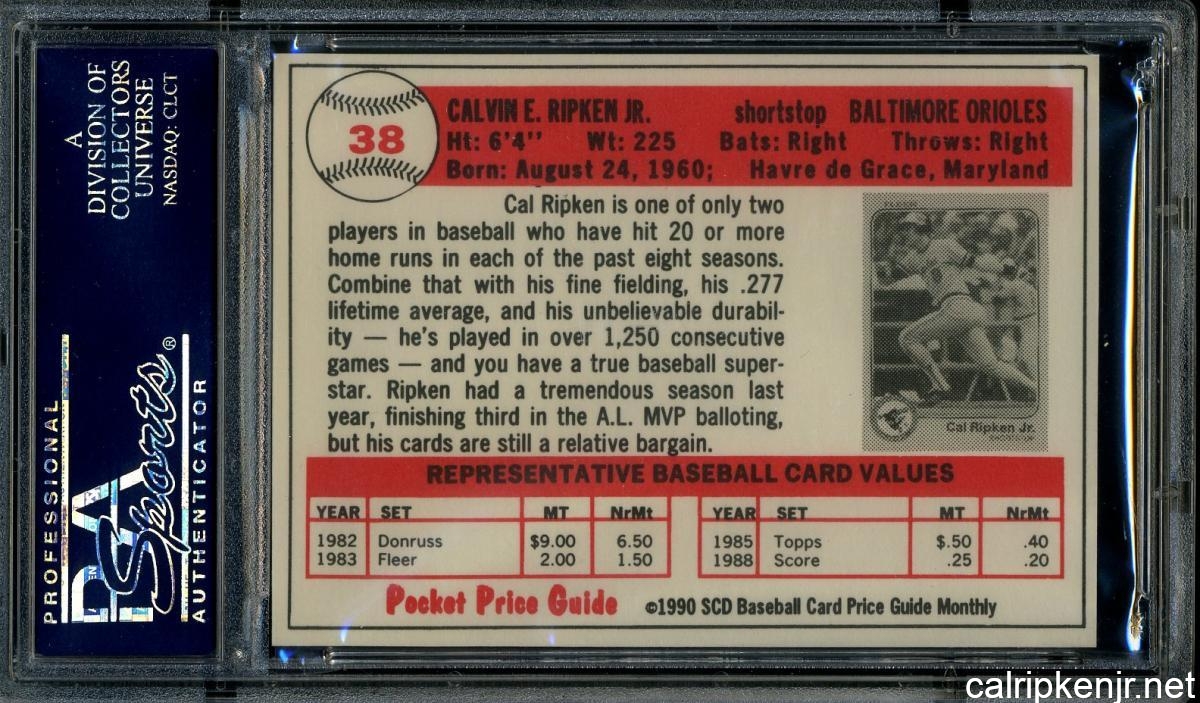 A
DIVISION OF
COLLECTORS
UNIVERSE
NASDAQ: CLCT
PROFESSIONAL
PSA
Sports®
AUTHENTICATOR
38
CALVIN E. RIPKEN JR. shortstop BALTIMORE ORIOLES
Ht: 6'4'' Wt: 225 Bats: Right Throws: Right
Born: August 24, 1960; Havre de Grace, Maryland
Cal Ripken is one of only two
players in baseball who have hit 20 or more
home runs in each of the past eight seasons.
Combine that with his fine fielding, his .277
lifetime average, and his unbelievable durabil-
ity — he's played in over 1,250 consecutive
games — and you have a true baseball super-
star. Ripken had a tremendous season last
year, finishing third in the A.L. MVP balloting,
but his cards are still a relative bargain.
Cal Ripken Jr.
REPRESENTATIVE BASEBALL CARD VALUES
YEAR SET MT NrMt YEAR SET MT NrMt
1982 Donruss $9.00 6.50 1985 Topps $.50 .40
1983 Fleer 2.00 1.50 1988 Score .25 .20
Pocket Price Guide ©1990 SCD Baseball Card Price Guide Monthly
calripkenjr.net